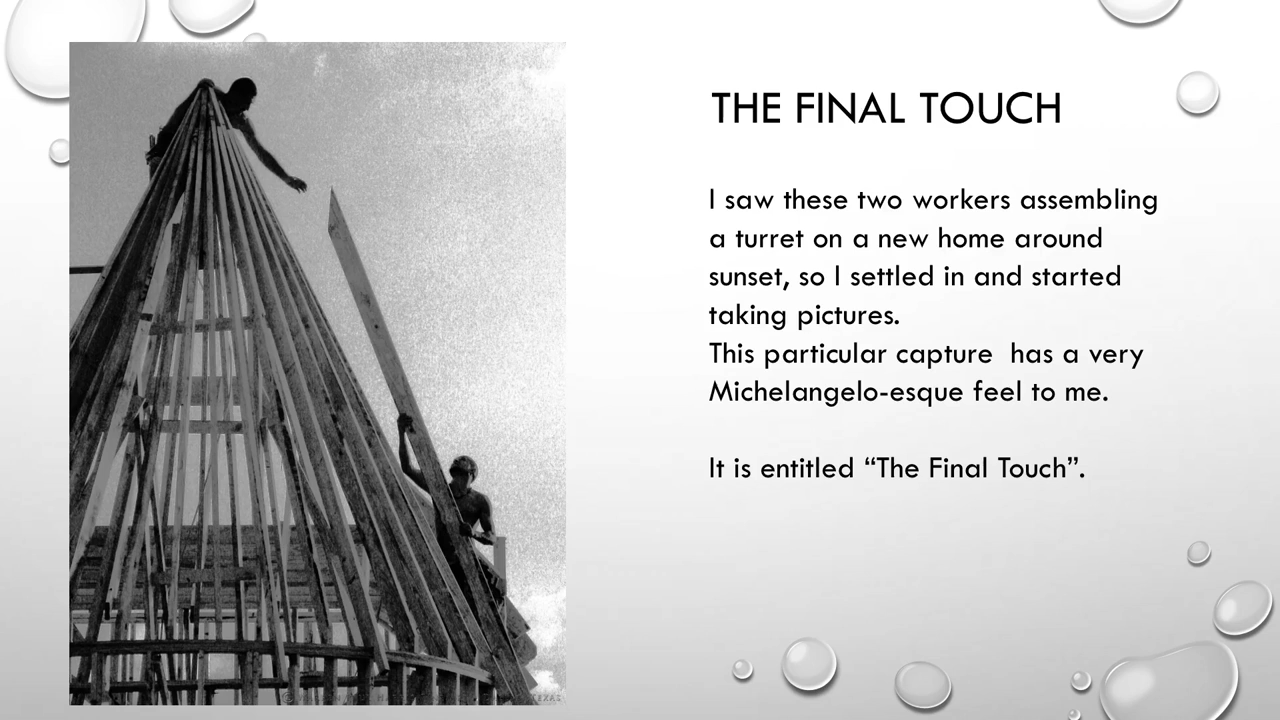 THE FINAL TOUCH
I saw these two workers assembling
a turret on a new home around
sunset, so I settled in and started
taking pictures.
This particular capture  has a very
Michelangelo-esque feel to me.
It is entitled “The Final Touch”.
TEXAS